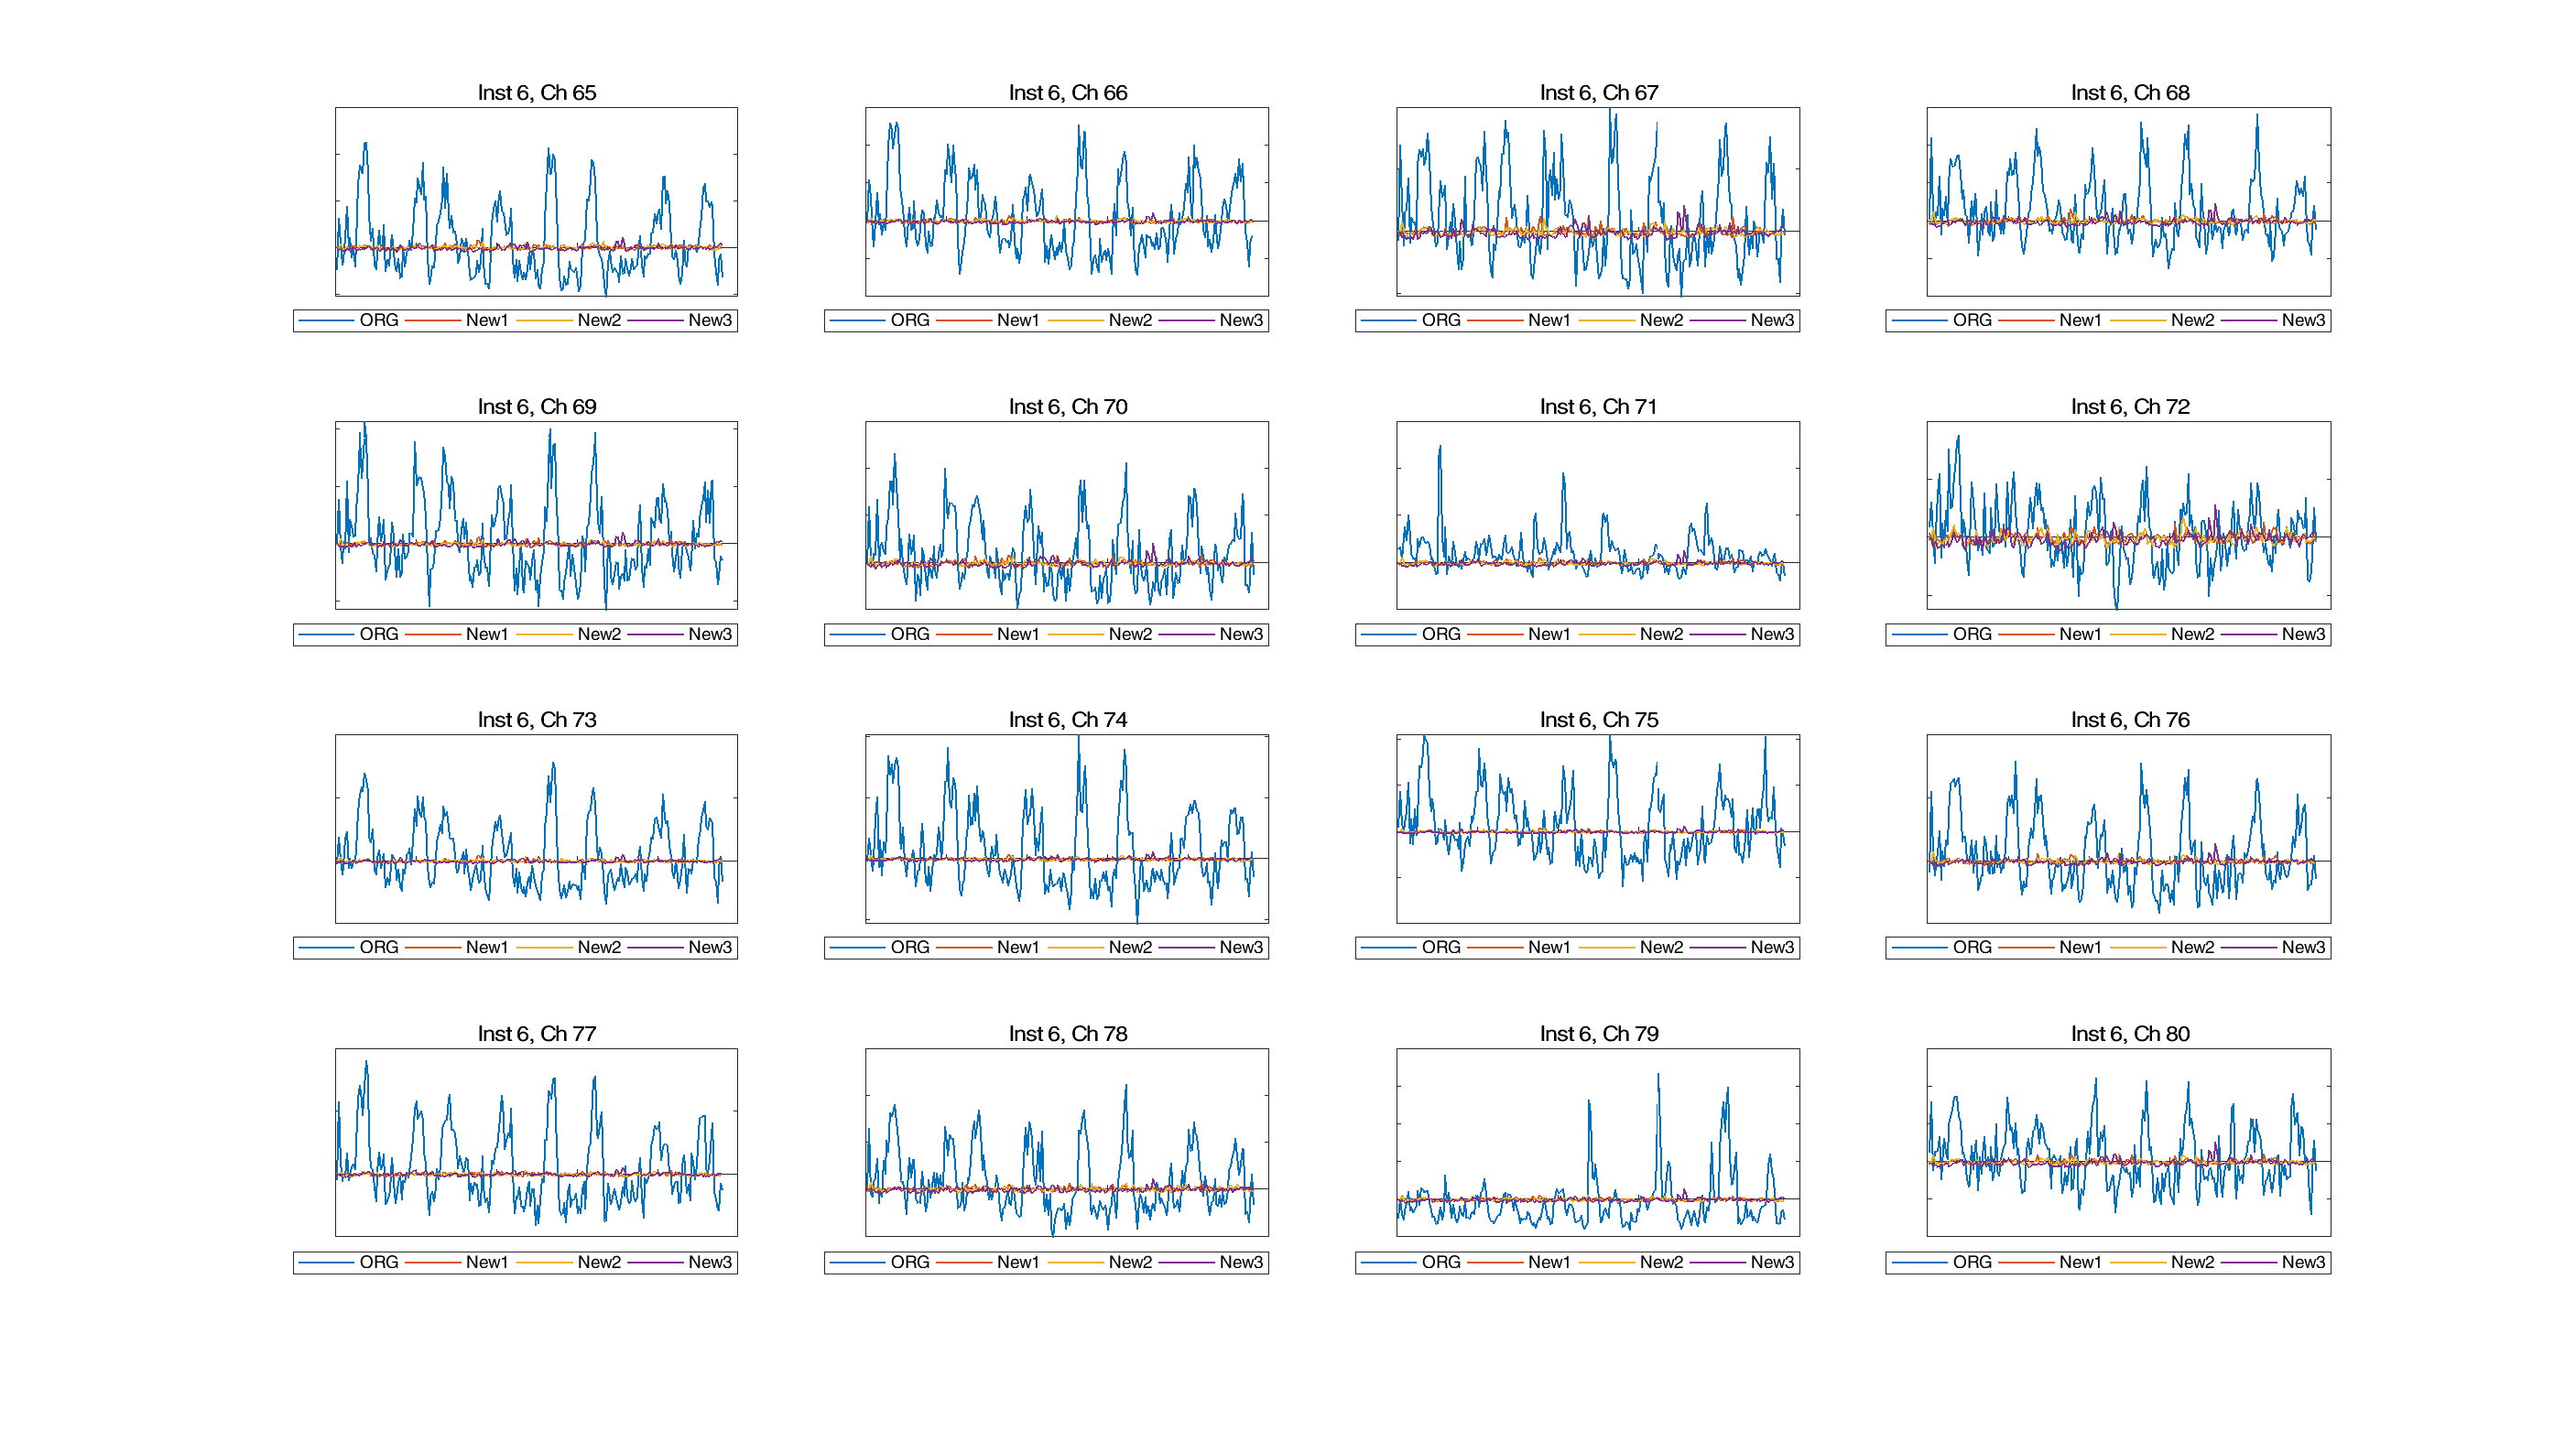 Inst 6, Ch 65
Inst 6, Ch 66
Inst 6, Ch 67
Inst 6, Ch 68
ORG New1 New2 New3
ORG New1 New2 New3
ORG New1 New2 New3
ORG New1 New2 New3
Inst 6, Ch 69
Inst 6, Ch 70
Inst 6, Ch 71
Inst 6, Ch 72
ORG New1 New2 New3
ORG New1 New2 New3
ORG New1 New2 New3
ORG New1 New2 New3
Inst 6, Ch 73
Inst 6, Ch 74
Inst 6, Ch 75
Inst 6, Ch 76
ORG New1 New2 New3
ORG New1 New2 New3
ORG New1 New2 New3
ORG New1 New2 New3
Inst 6, Ch 77
Inst 6, Ch 78
Inst 6, Ch 79
Inst 6, Ch 80
ORG New1 New2 New3
ORG New1 New2 New3
ORG New1 New2 New3
ORG New1 New2 New3